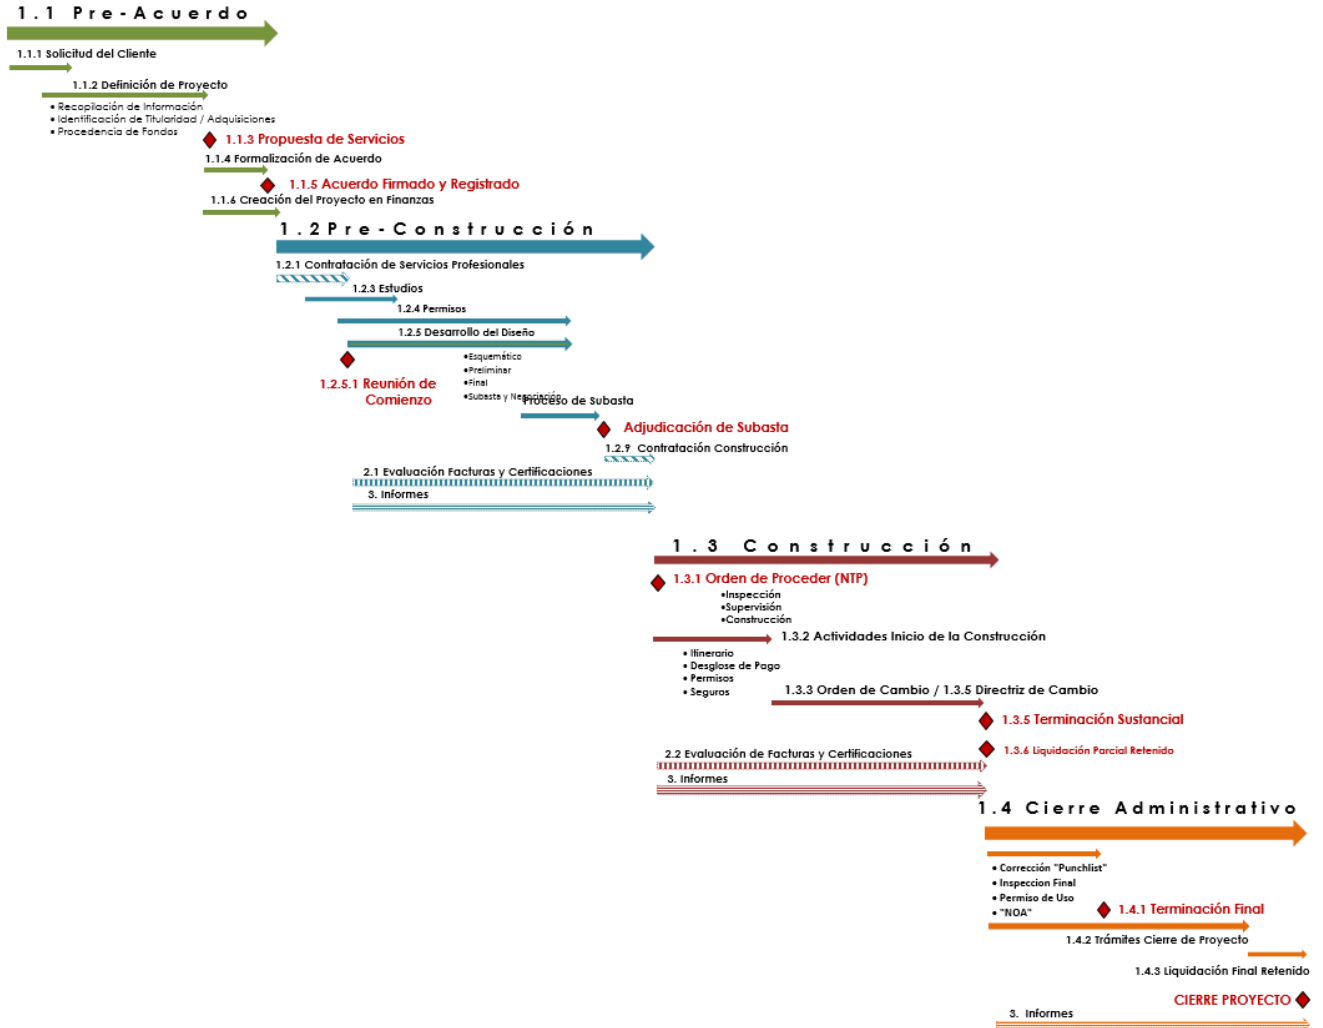 1.1 Pre-Acuerdo
1.1.1 Solicitud del Cliente
1.1.2 Definición de Proyecto
• Recopilación de Información
• Identificación de Titularidad / Adquisiciones
• Procedencia de Fondos
1.1.3 Propuesta de Servicios
1.1.4 Formalización de Acuerdo
1.1.5 Acuerdo Firmado y Registrado
1.1.6 Creación del Proyecto en Finanzas
1.2Pre-Construcción
1.2.1 Contratación de Servicios Profesionales
1.2.3 Estudios
1.2.4 Permisos
1.2.5 Desarrollo del Diseño
•Esquemático
•Preliminar
•Final
•Subasta y Negociación
1.2.5.1 Reunión de
Comienzo
Proceso de Subasta
Adjudicación de Subasta
1.2.9 Contratación Construcción
2.1 Evaluación Facturas y Certificaciones
3. Informes
1.3 Construcción
1.3.1 Orden de Proceder (NTP)
•Inspección
•Supervisión
•Construcción
1.3.2 Actividades Inicio de la Construcción
• Itinerario
• Desglose de Pago
• Permisos
• Seguros
1.3.3 Orden de Cambio / 1.3.5 Directriz de Cambio
1.3.5 Terminación Sustancial
1.3.6 Liquidación Parcial Retenido
2.2 Evaluación de Facturas y Certificaciones
3. Informes
1.4 Cierre Administrativo
• Corrección "Punchlist"
• Inspeccion Final
• Permiso de Uso
• "NOA"
1.4.1 Terminación Final
1.4.2 Trámites Cierre de Proyecto
1.4.3 Liquidación Final Retenido
CIERRE PROYECTO
3. Informes